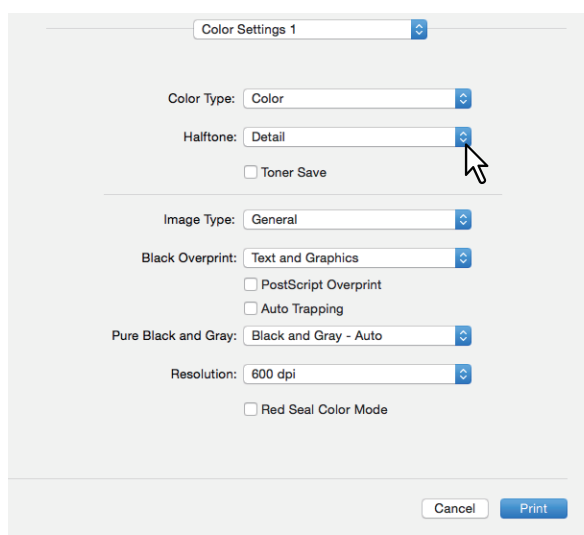 Color Settings 1
Color Type: Color
Halftone: Detail
Toner Save
Image Type: General
Black Overprint: Text and Graphics
PostScript Overprint
Auto Trapping
Pure Black and Gray: Black and Gray - Auto
Resolution: 600 dpi
Red Seal Color Mode
Cancel Print